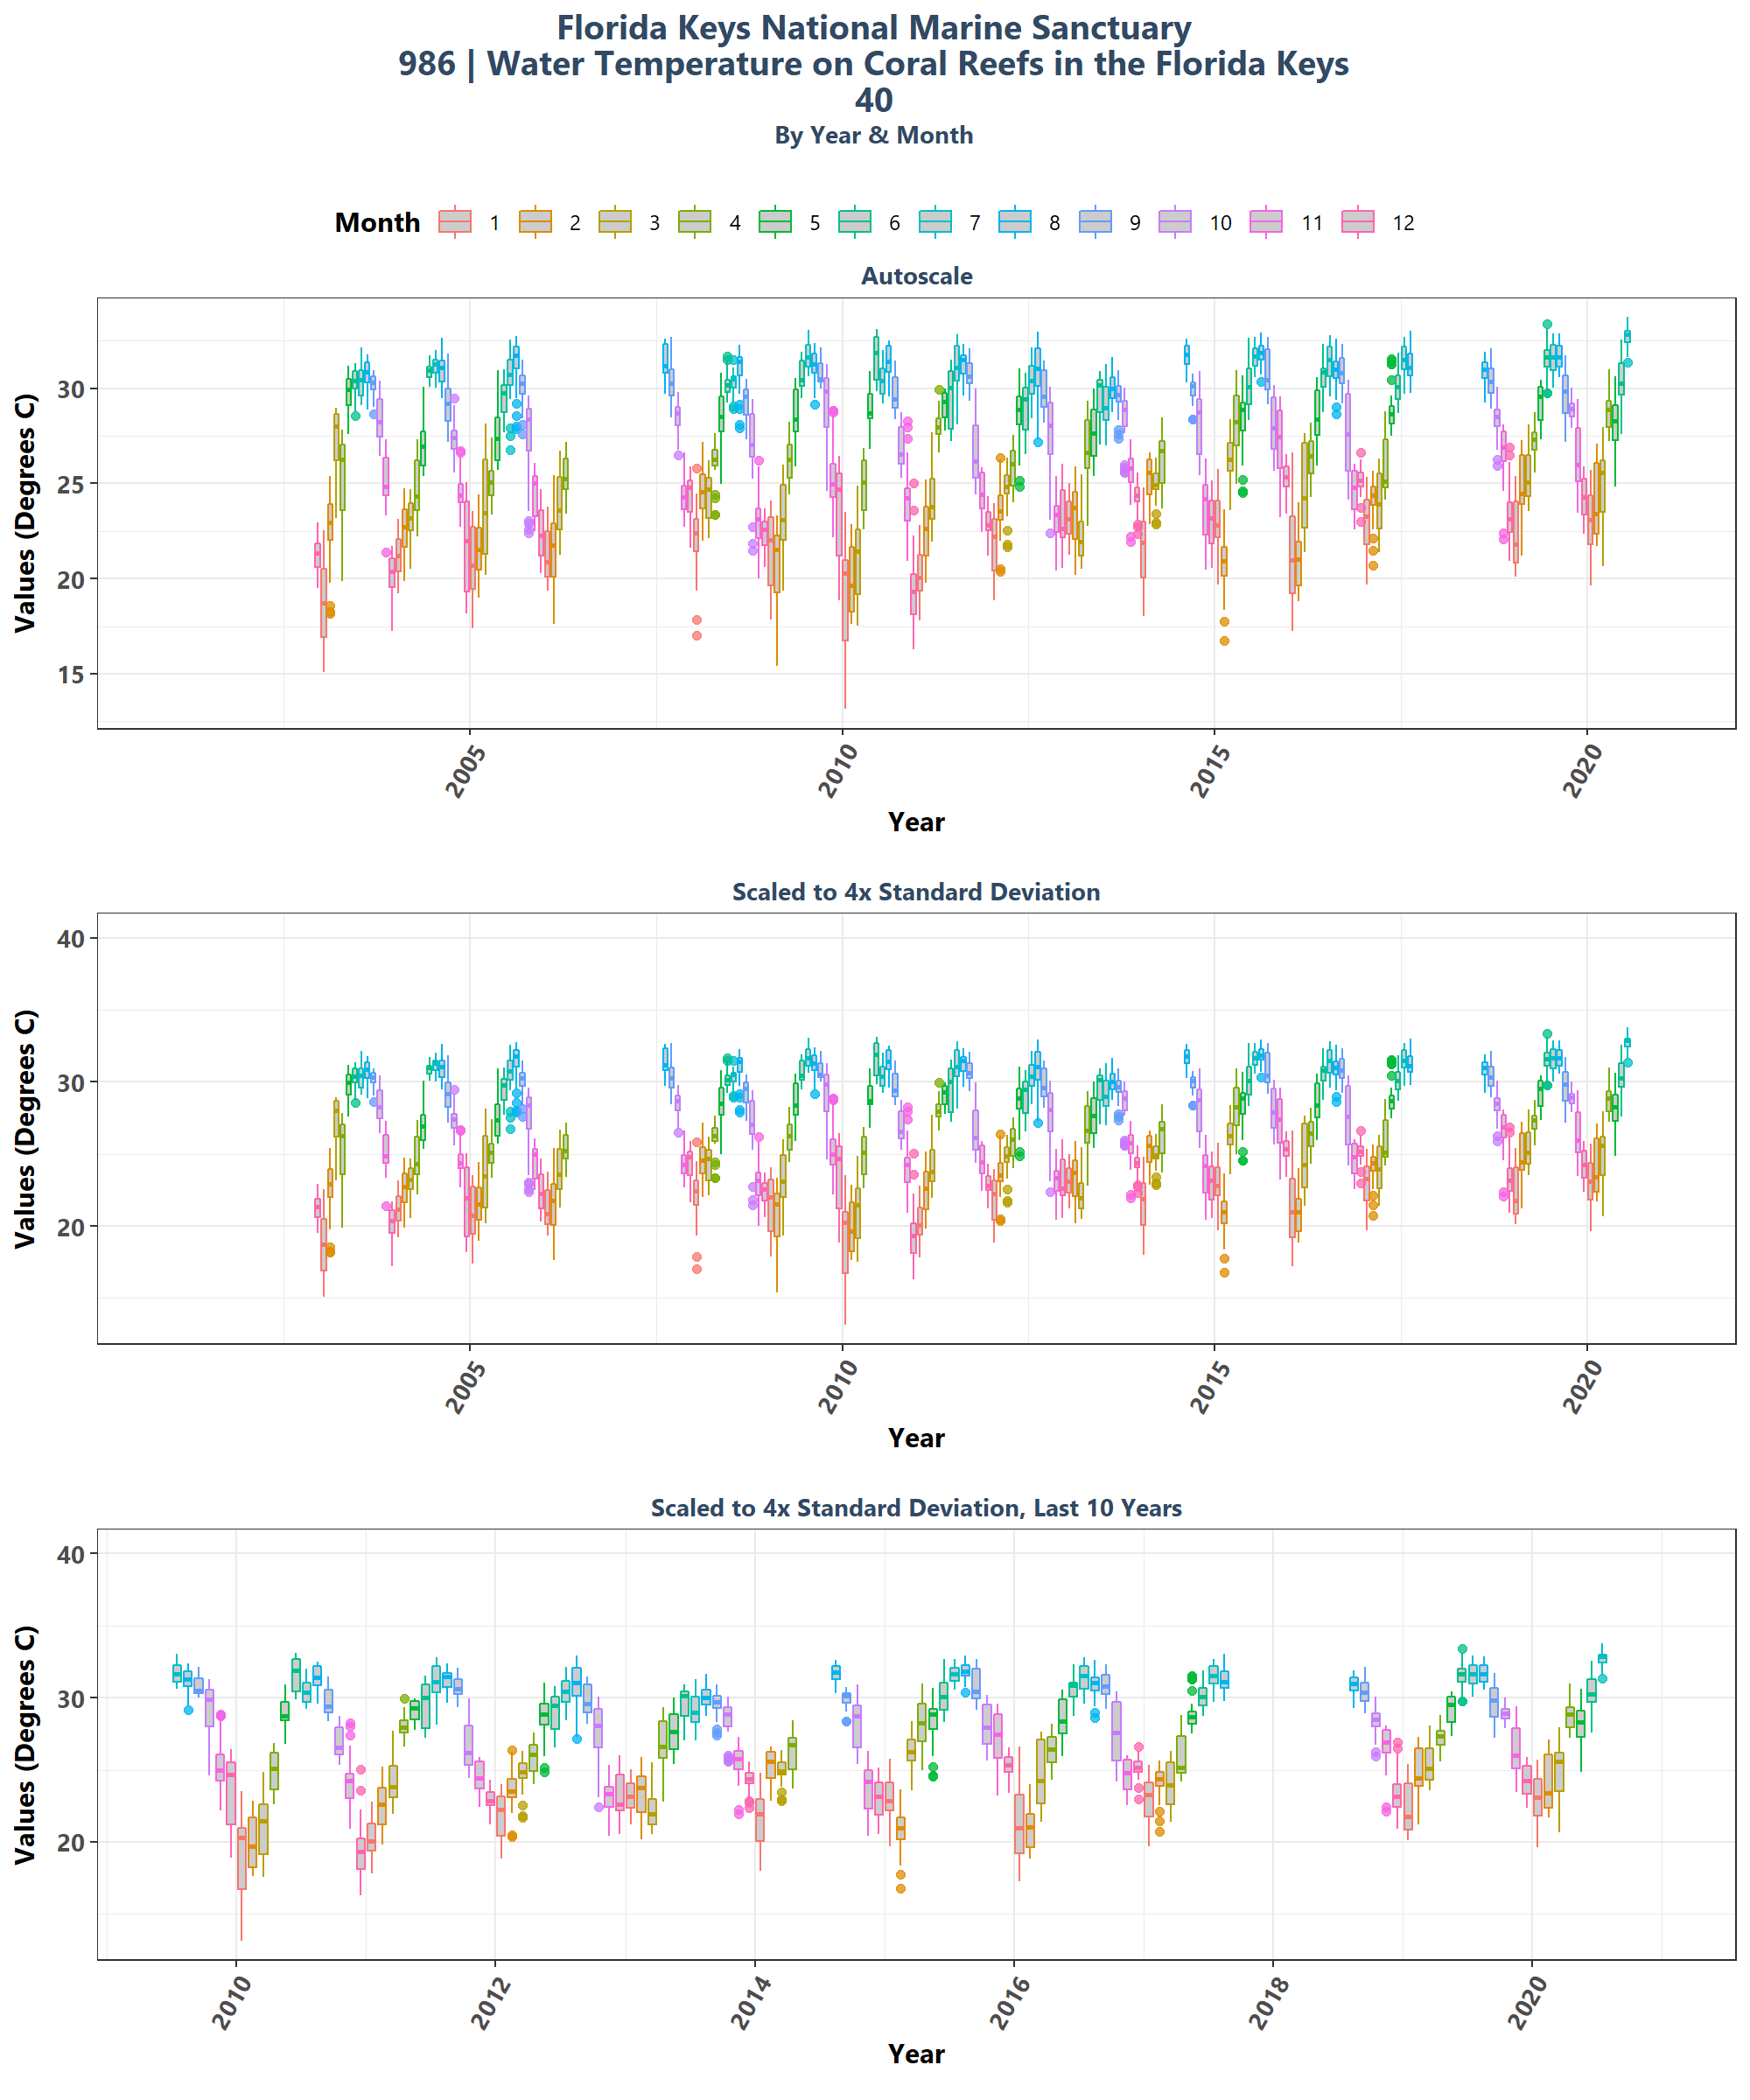 Florida Keys National Marine Sanctuary
986 | Water Temperature on Coral Reefs in the Florida Keys
40
By Year & Month
Month 1 2 3 4 5 6 7 8 9 10 11 12
Autoscale
Values (Degrees C)
30
25
20
15
2005 2010 2015 2020
Year
Scaled to 4x Standard Deviation
Values (Degrees C)
40
30
20
2005 2010 2015 2020
Year
Scaled to 4x Standard Deviation, Last 10 Years
Values (Degrees C)
40
30
20
2010 2012 2014 2016 2018 2020
Year